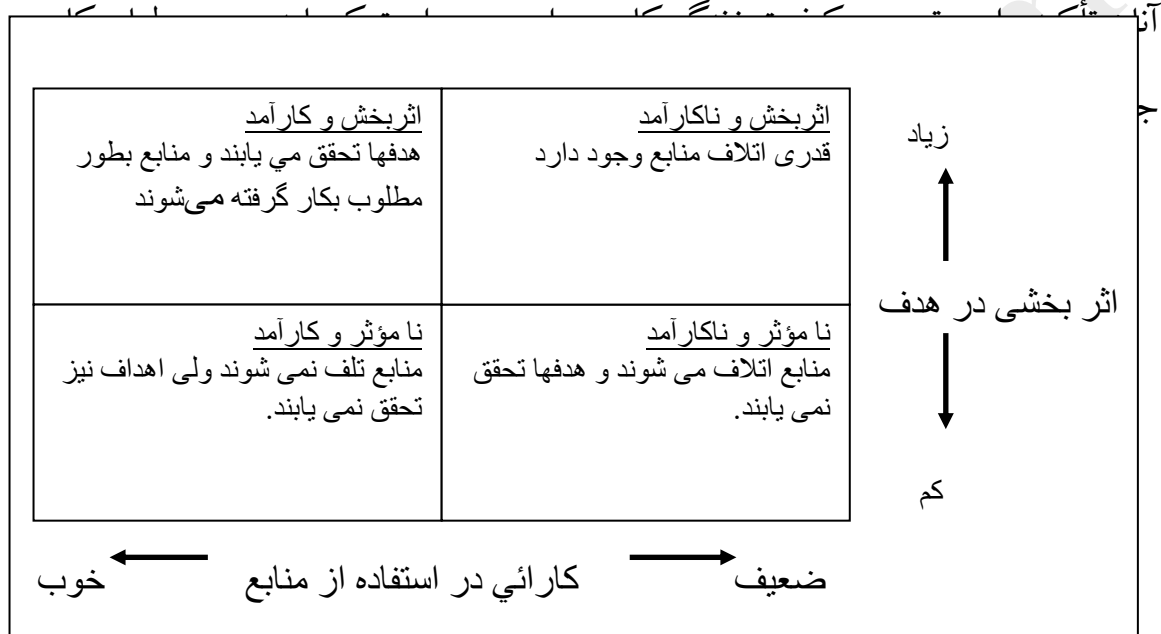 اثربخش و ناکارآمد
قدری اتلاف منابع وجود دارد
اثربخش و کارآمد
هدفها تحقق مي یابند و منابع بطور
مطلوب بکار گرفته می‌شوند
زیاد
اثر بخشی در هدف
کم
نا مؤثر و ناکارآمد
منابع اتلاف می شوند و هدفها تحقق
نمی یابند.
نا مؤثر و کارآمد
منابع تلف نمی شوند ولی اهداف نیز
تحقق نمی یابند.
ضعیف
کارائي در استفاده از منابع
خوب